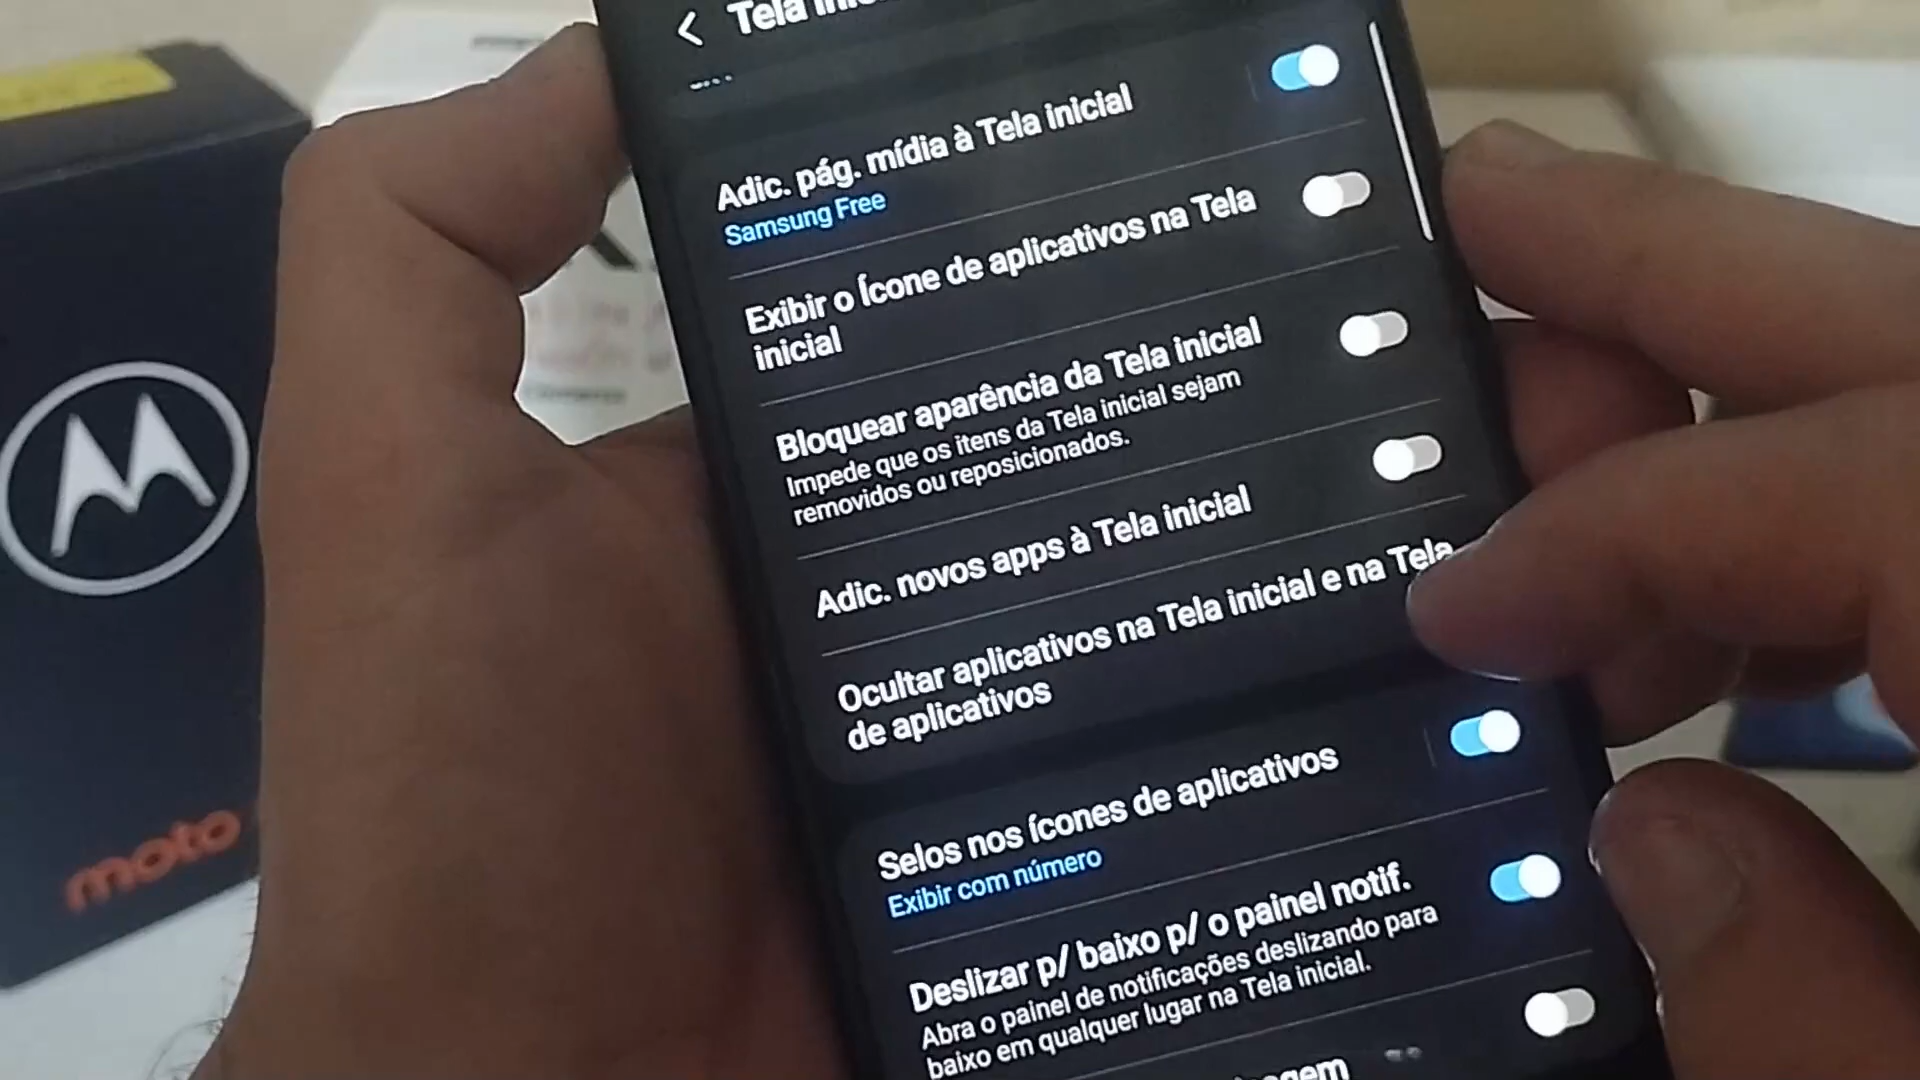 Tela
Adic. pág. mídia à Tela inicial
Samsung Free
Exibir o Ícone de aplicativos na Tela
inicial
Bloquear aparência da Tela inicial
Impede que os itens da Tela inicial sejam
removidos ou reposicionados.
Adic. novos apps à Tela inicial
Ocultar aplicativos na Tela inicial e na Tela
de aplicativos
Selos nos ícones de aplicativos
Exibir com número
Deslizar p/ baixo p/ o painel notif.
Abra o painel de notificações deslizando para
baixo em qualquer lugar na Tela inicial.
moto